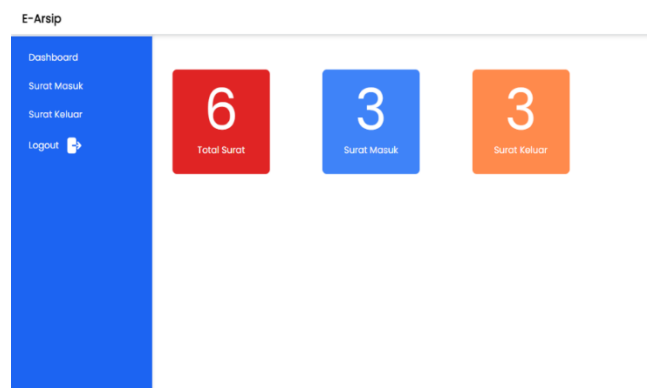 E-Arsip
Dashboard
Surat Masuk
Surat Keluar
Logout
6
Total Surat
3
Surat Masuk
3
Surat Keluar